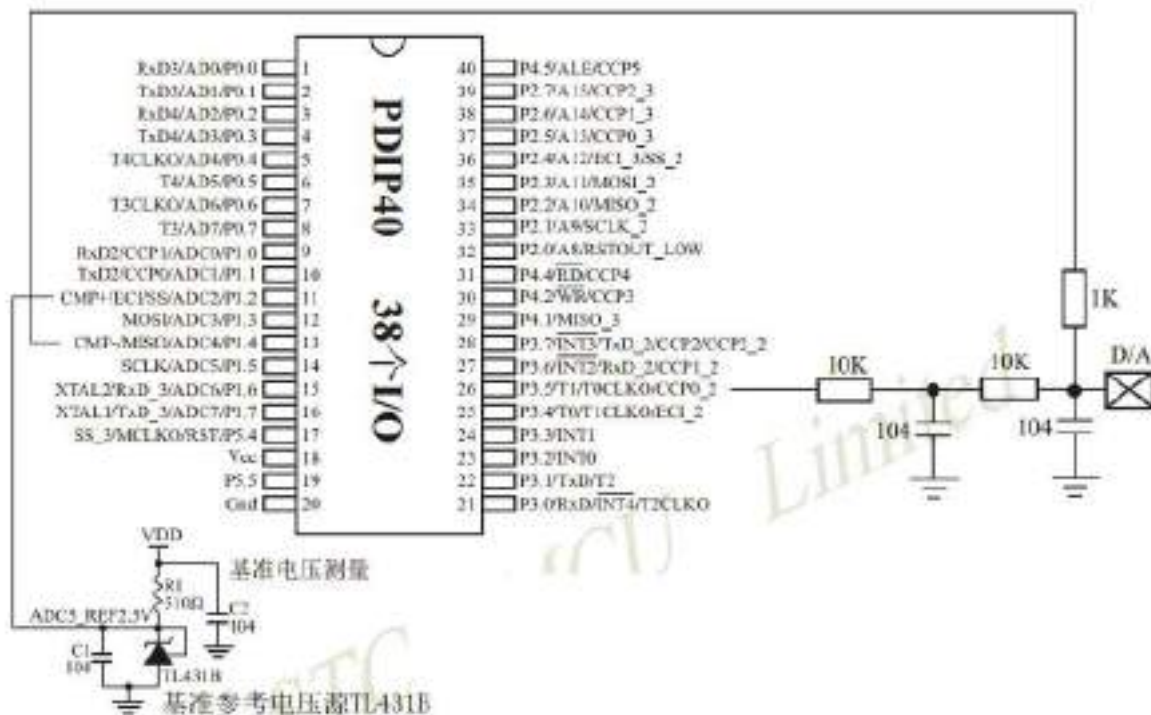 RxD3/AD0/P0.0 1
TxD3/AD1/P0.1 2
RxD4/AD2/P0.2 3
TxD4/AD3/P0.3 4
T4CLKO/AD4/P0.4 5
T4/AD5/P0.5 6
T3CLKO/AD6/P0.6 7
T3/AD7/P0.7 8
RxD2/CCP1/ADC0/P1.0 9
TxD2/CCP0/ADC1/P1.1 10
CMP+/ECI/SS/ADC2/P1.2 11
MOSI/ADC3/P1.3 12
CMP-/MISO/ADC4/P1.4 13
SCLK/ADC5/P1.5 14
XTAL2/RxD_3/ADC6/P1.6 15
XTAL1/TxD_3/ADC7/P1.7 16
SS_3/MCLKO/RST/P5.4 17
Vcc 18
P5.5 19
Gnd 20
PDIP40 38个I/O
40 P4.5/ALE/CCP5
39 P2.7/A15/CCP2_3
38 P2.6/A14/CCP1_3
37 P2.5/A13/CCP0_3
36 P2.4/A12/ECI_3/SS_2
35 P2.3/A11/MOSI_2
34 P2.2/A10/MISO_2
33 P2.1/A9/SCLK_2
32 P2.0/A8/RSTOUT_LOW
31 P4.4/RD/CCP4
30 P4.2/WR/CCP3
29 P4.1/MISO_3
28 P3.7/INT3/TxD_2/CCP2/CCP2_2
27 P3.6/INT2/RxD_2/CCP1_2
26 P3.5/T1/T0CLKO/CCP0_2
25 P3.4/T0/T1CLKO/ECI_2
24 P3.3/INT1
23 P3.2/INT0
22 P3.1/TxD/T2
21 P3.0/RxD/INT4/T2CLKO
1K
D/A
10K
10K
104
104
VDD
基准电压测量
R1
510Ω
ADC5_REF2.5V
C2
104
C1
104
TL431B
基准参考电压源TL431B
STC MCU Limited